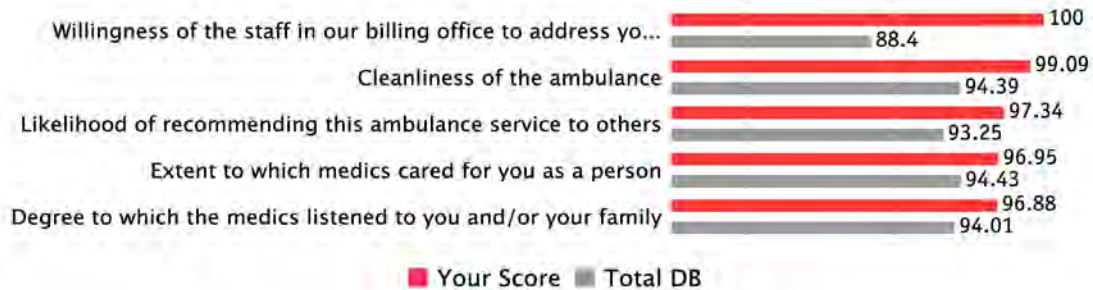 Willingness of the staff in our billing office to address yo... 100
88.4
Cleanliness of the ambulance 99.09
94.39
Likelihood of recommending this ambulance service to others 97.34
93.25
Extent to which medics cared for you as a person 96.95
94.43
Degree to which the medics listened to you and/or your family 96.88
94.01
Your Score Total DB